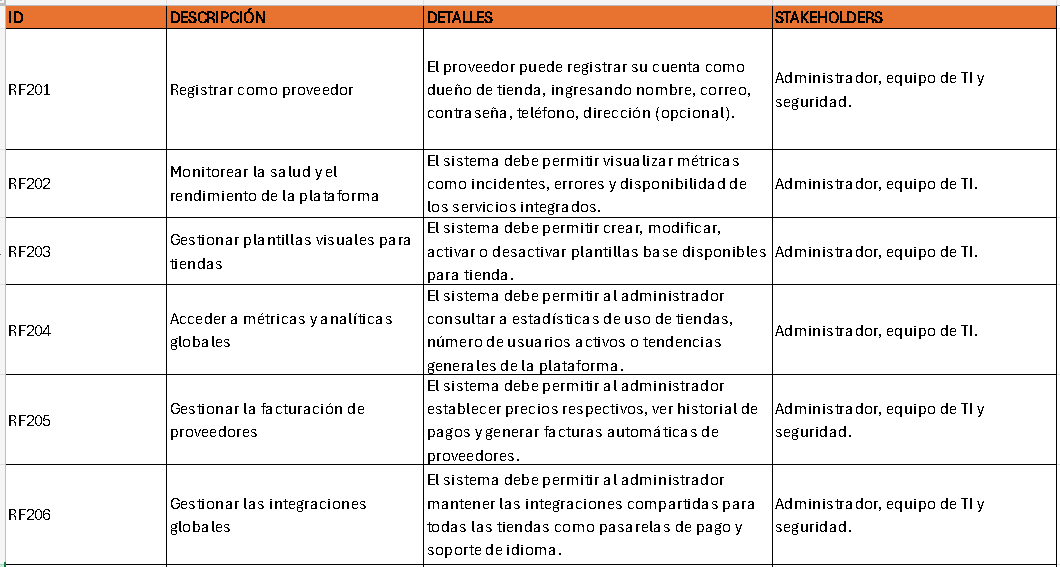 ID DESCRIPCIÓN DETALLES STAKEHOLDERS
RF201
Registrar como proveedor
El proveedor puede registrar su cuenta como
dueño de tienda, ingresando nombre, correo,
contraseña, teléfono, dirección (opcional).
Administrador, equipo de TI y
seguridad.
RF202
Monitorear la salud y el
rendimiento de la plataforma
El sistema debe permitir visualizar métricas
como incidentes, errores y disponibilidad de
los servicios integrados.
Administrador, equipo de TI.
RF203
Gestionar plantillas visuales para
tiendas
El sistema debe permitir crear, modificar,
activar o desactivar plantillas base disponibles
para tienda.
Administrador, equipo de TI.
RF204
Acceder a métricas y analíticas
globales
El sistema debe permitir al administrador
consultar a estadísticas de uso de tiendas,
número de usuarios activos o tendencias
generales de la plataforma.
Administrador, equipo de TI.
RF205
Gestionar la facturación de
proveedores
El sistema debe permitir al administrador
establecer precios respectivos, ver historial de
pagos y generar facturas automáticas de
proveedores.
Administrador, equipo de TI y
seguridad.
RF206
Gestionar las integraciones
globales
El sistema debe permitir al administrador
mantener las integraciones compartidas para
todas las tiendas como pasarelas de pago y
soporte de idioma.
Administrador, equipo de TI y
seguridad.